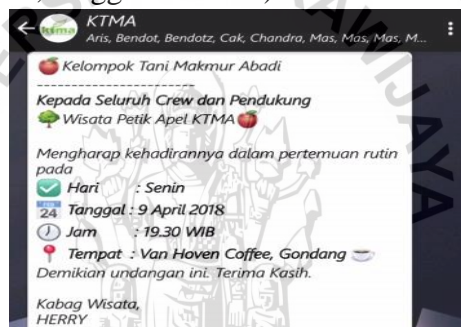 KTMA
ktma
Aris, Bendot, Bendotz, Cak, Chandra, Mas, Mas, Mas, M...
Kelompok Tani Makmur Abadi
------------------------
Kepada Seluruh Crew dan Pendukung
Wisata Petik Apel KTMA
Mengharap kehadirannya dalam pertemuan rutin
pada
Hari : Senin
24 Tanggal : 9 April 2018
Jam : 19.30 WIB
Tempat : Van Hoven Coffee, Gondang
Demikian undangan ini. Terima Kasih.
Kabag Wisata,
HERRY